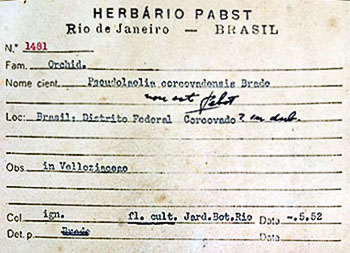 HERBÁRIO PABST
Rio de Janeiro — BRASIL
N.º 1481
Fam. Orchid.
Nome cient. Pseudolaelia corcovadensis Brade
non est Pabst
Loc: Brasil: Distrito Federal Corcovado ? em dub.
Obs in Velloziaceae
Col ign. fl. cult. Jard.Bot.Rio Data -.5.52
Det. p Brade Data